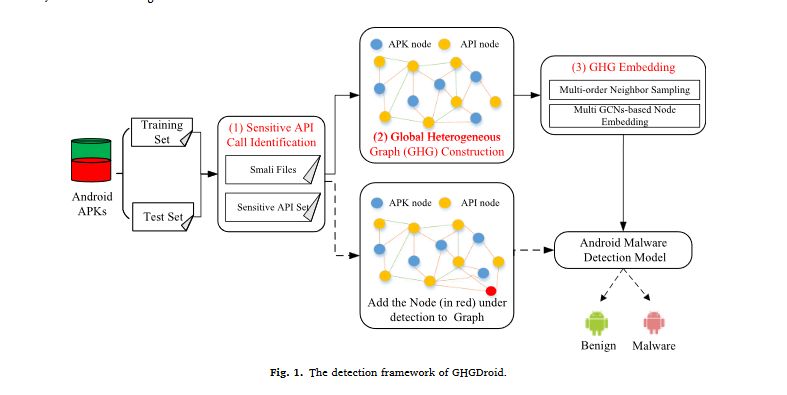 Android
APKs
Training
Set
Test Set
(1) Sensitive API
Call Identification
Smali Files
Sensitive API Set
APK node API node
(2) Global Heterogeneous
Graph (GHG) Construction
APK node API node
Add the Node (in red) under
detection to Graph
(3) GHG Embedding
Multi-order Neighbor Sampling
Multi GCNs-based Node
Embedding
Android Malware
Detection Model
Benign Malware
Fig. 1. The detection framework of GHGDroid.